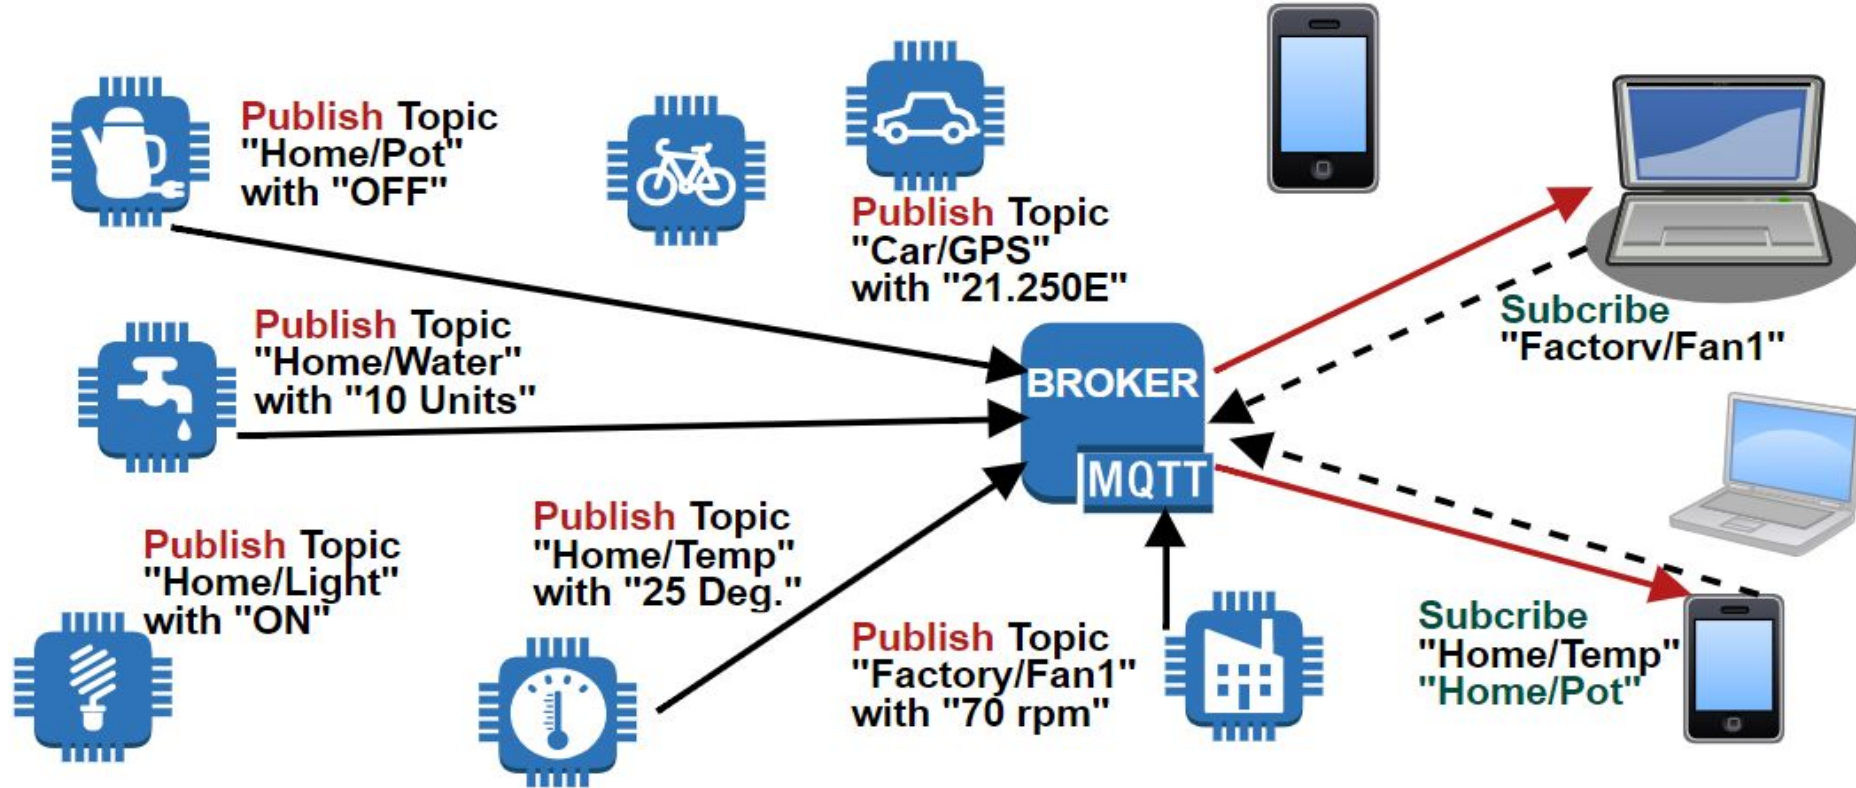 Publish Topic
"Home/Pot"
with "OFF"
Publish Topic
"Car/GPS"
with "21.250E"
Publish Topic
"Home/Water"
with "10 Units"
Subcribe
"Factorv/Fan1"
BROKER
MQTT
Publish Topic
"Home/Light"
with "ON"
Publish Topic
"Home/Temp"
with "25 Deg."
Publish Topic
"Factory/Fan1"
with "70 rpm"
Subcribe
"Home/Temp"
"Home/Pot"